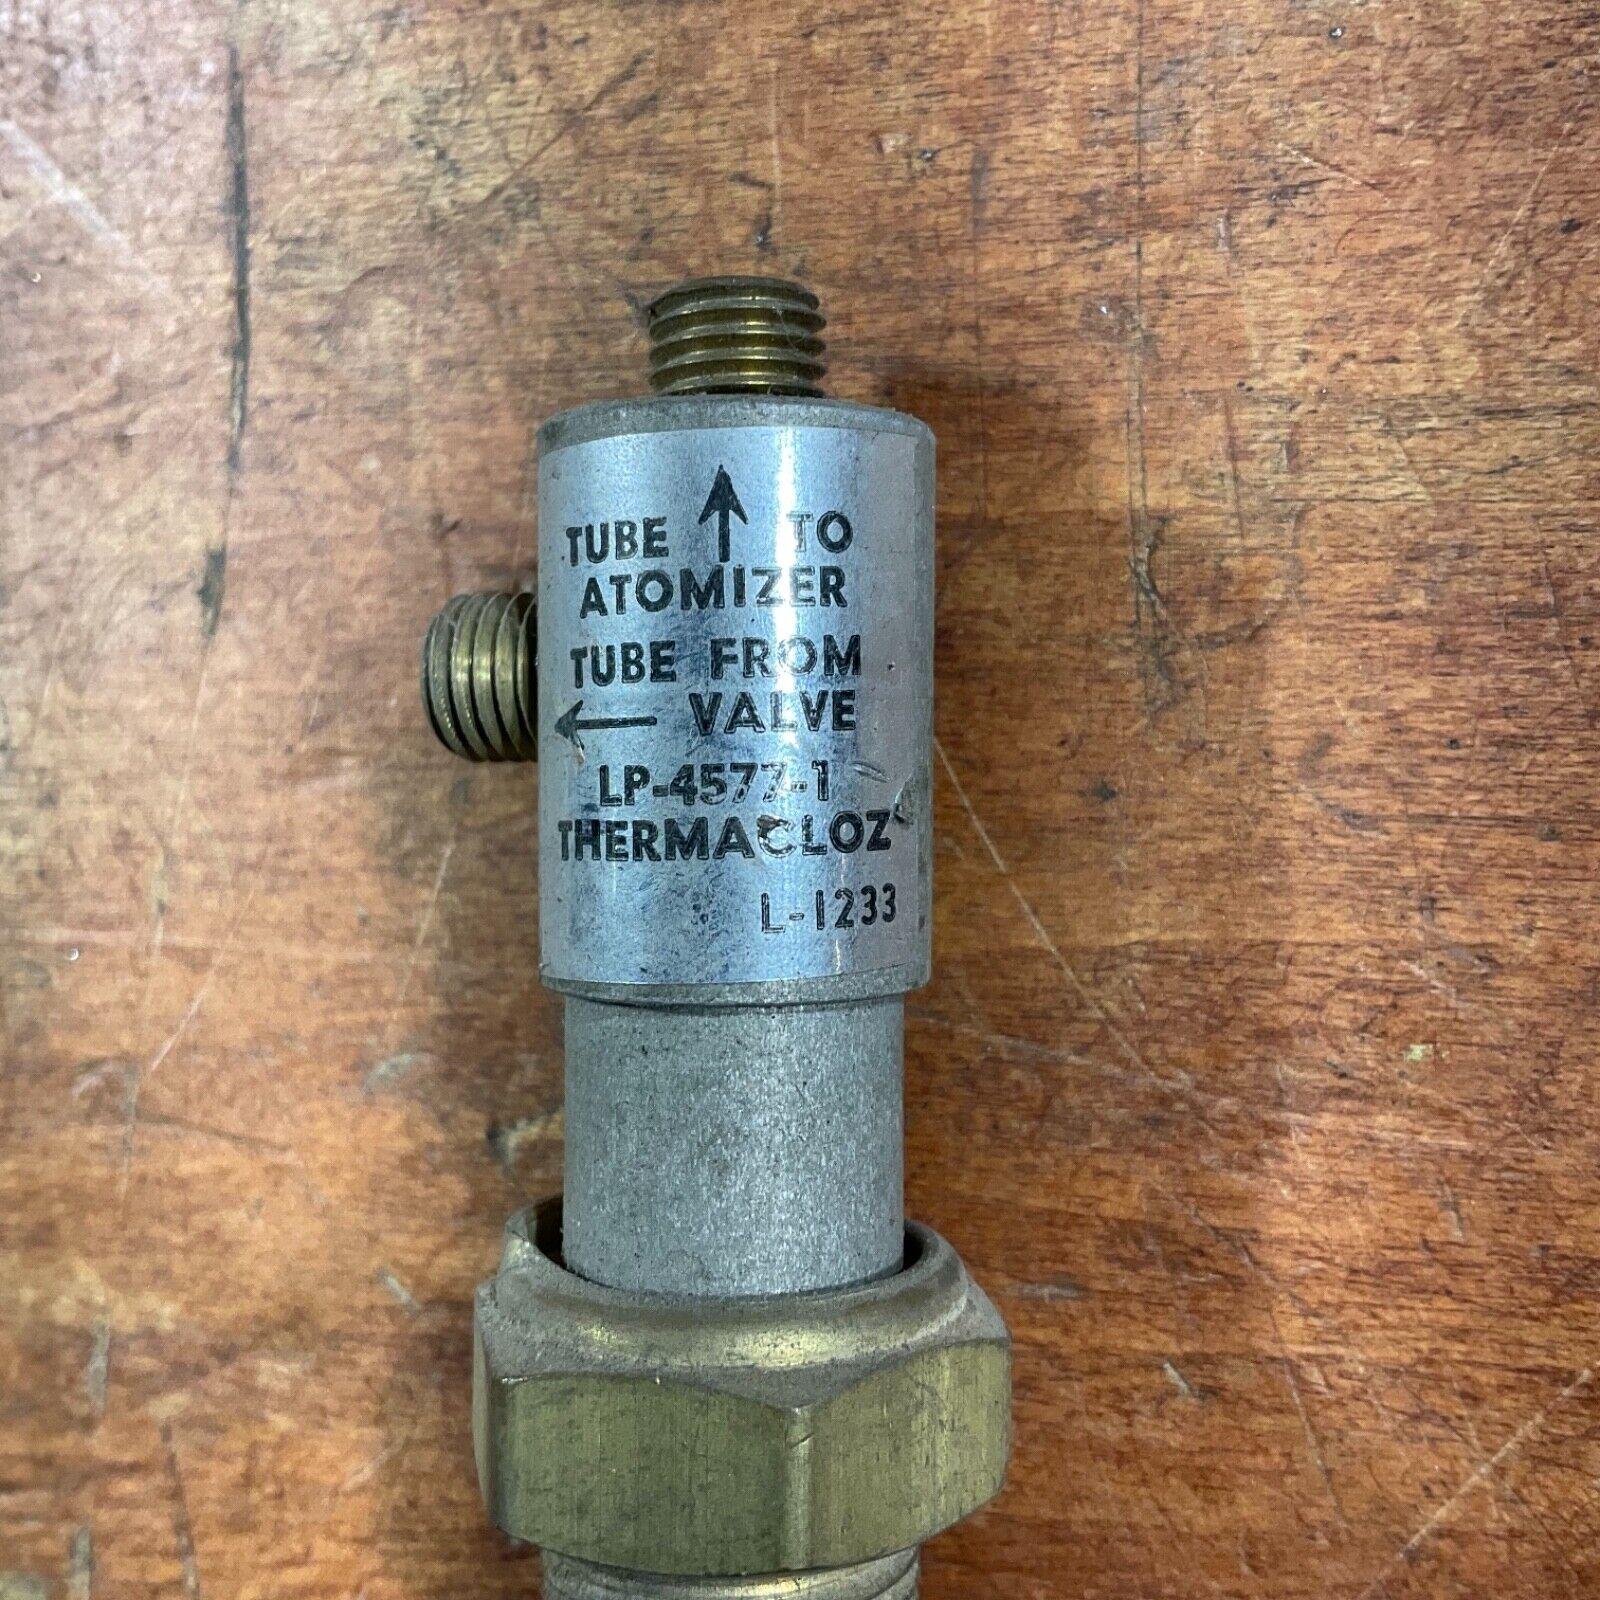 TUBE ↑ TO
ATOMIZER
TUBE FROM
← VALVE
LP-4577-1
THERMACLOZ
L-1233